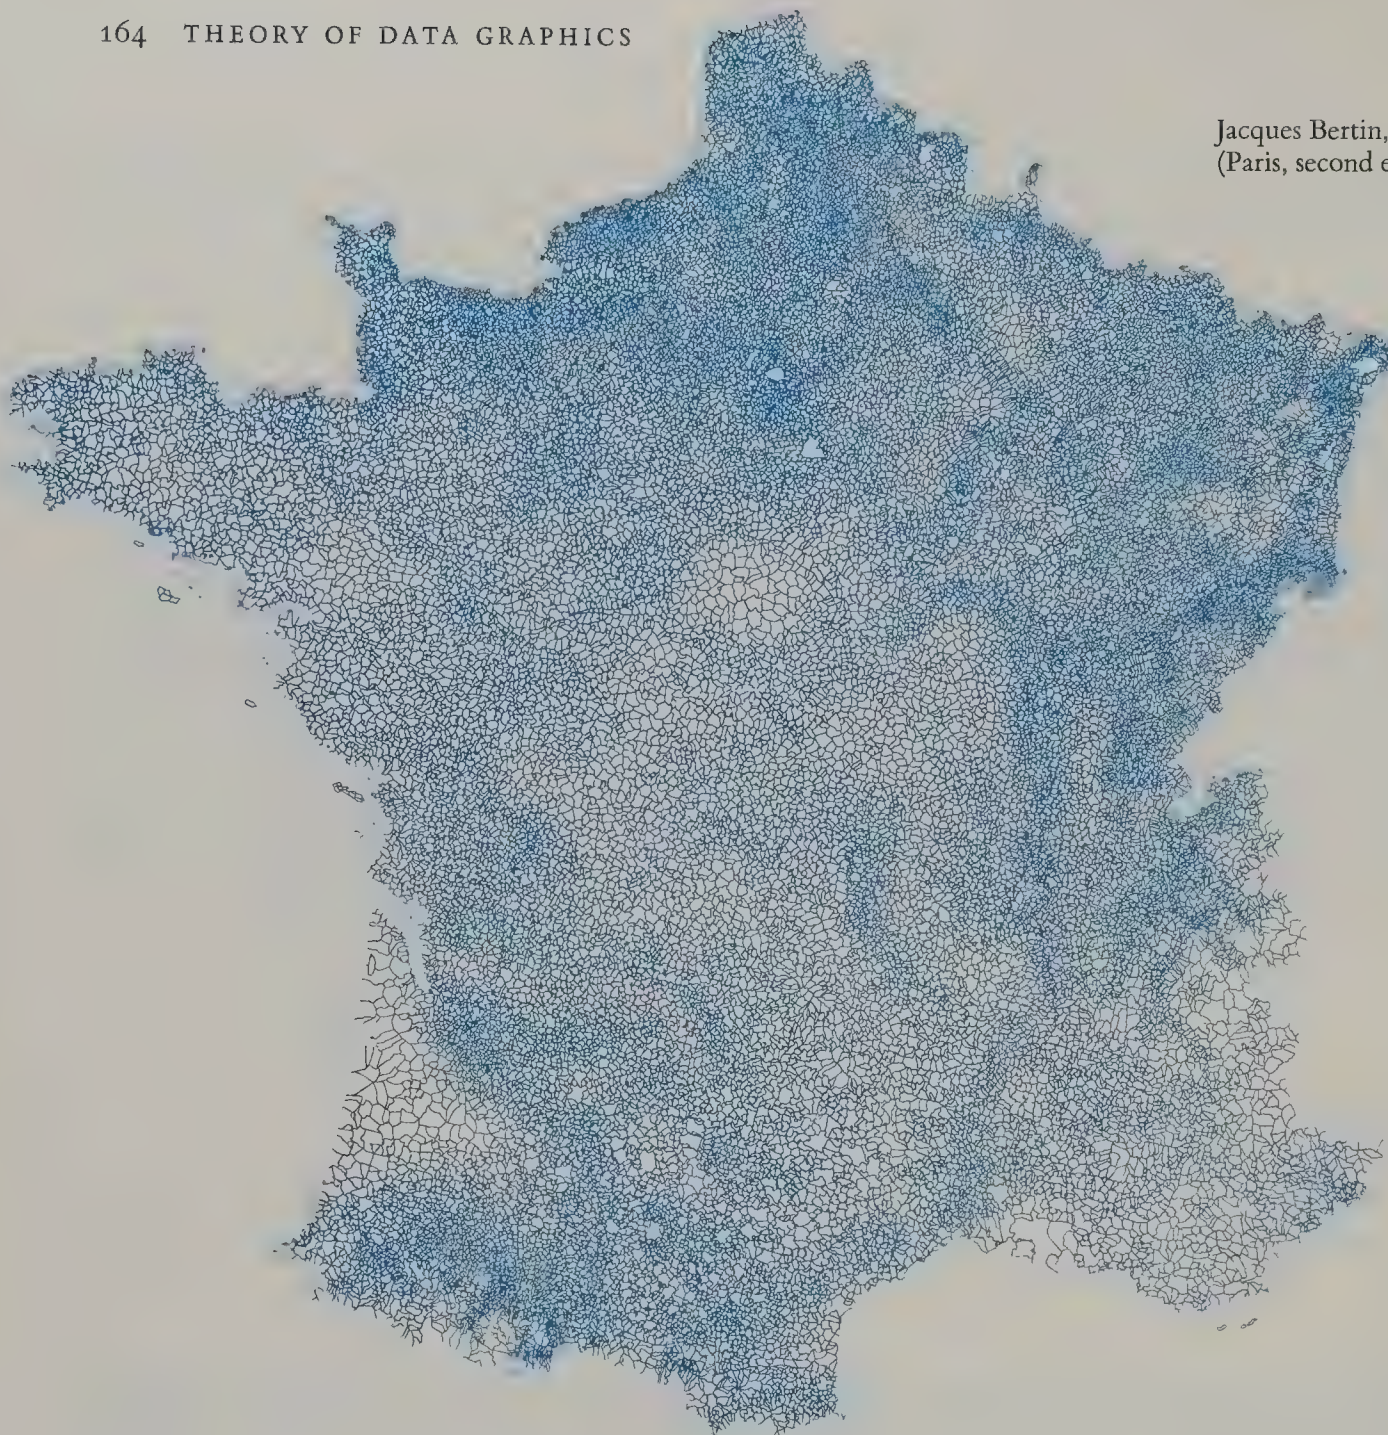 164 THEORY OF DATA GRAPHICS
Jacques Bertin,
(Paris, second e